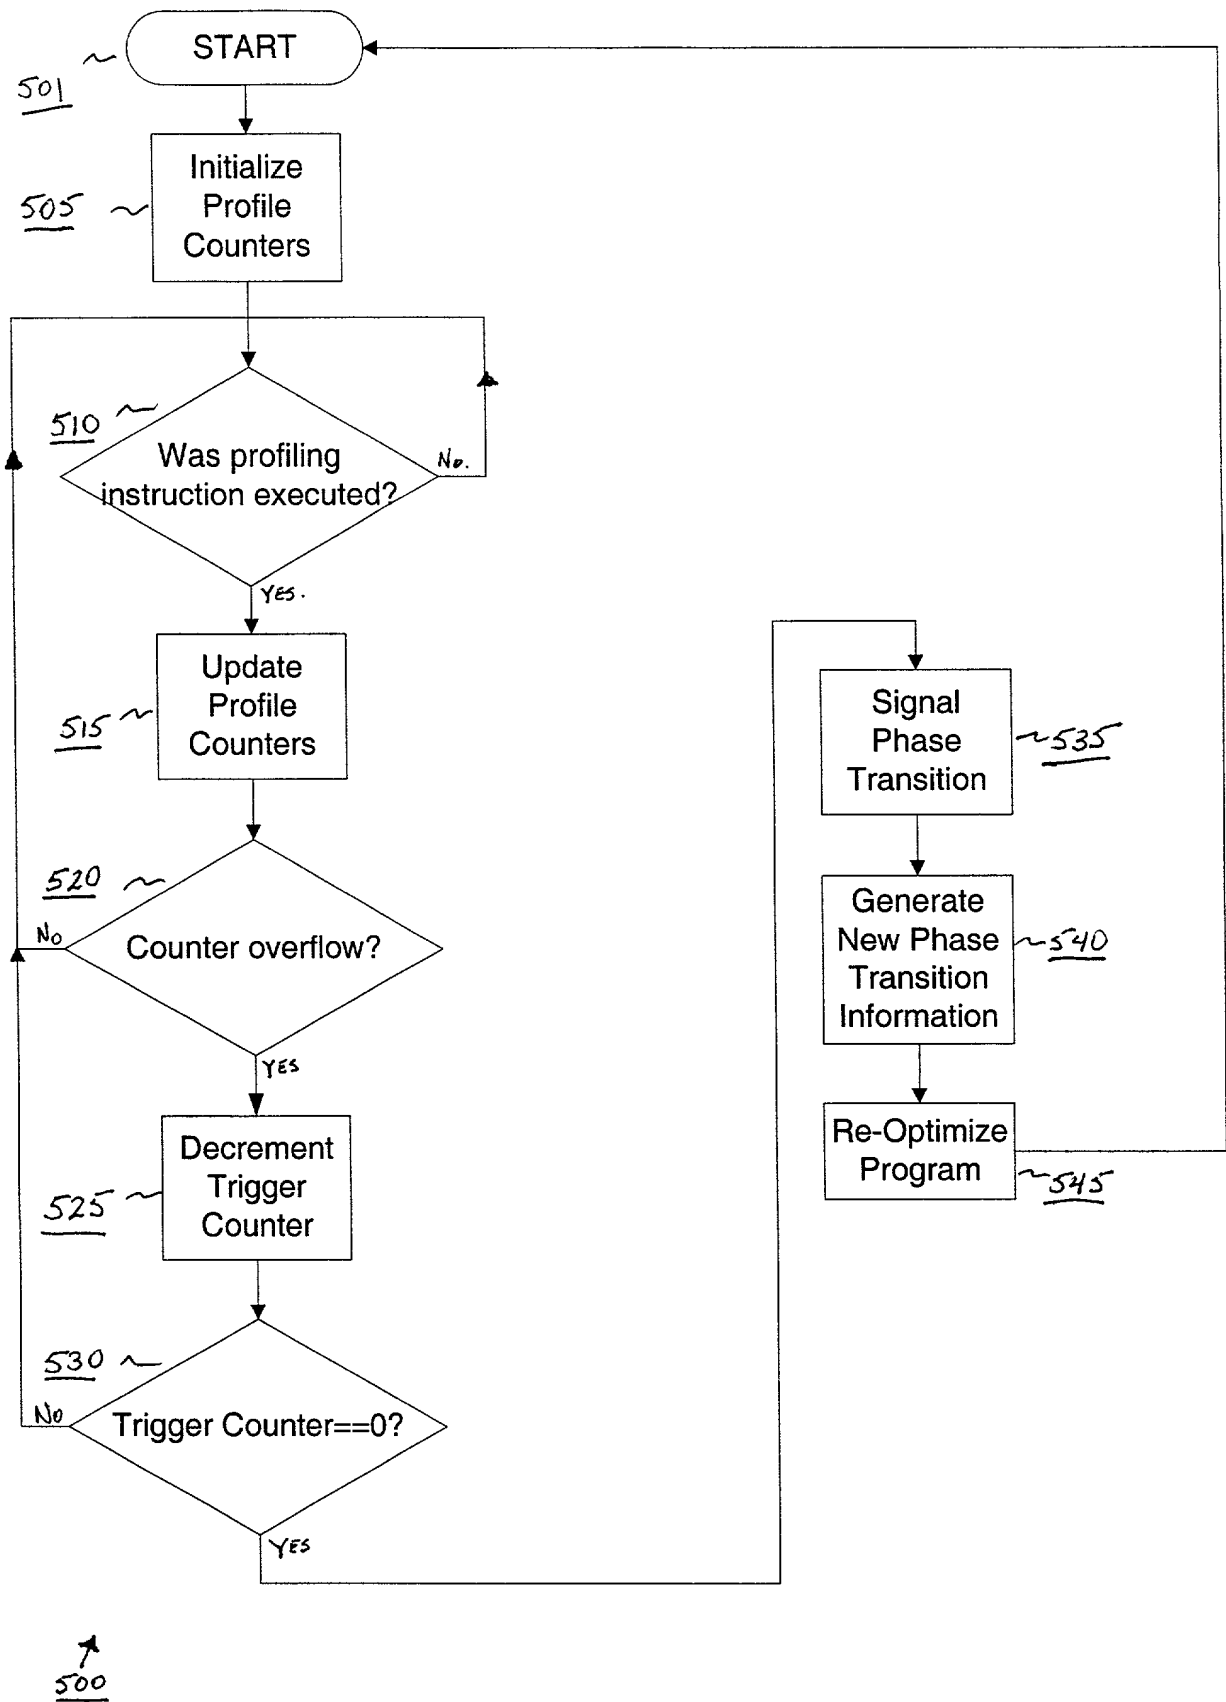 START
501
Initialize
Profile
Counters
505
510
Was profiling
instruction executed?
No.
YES.
Update
Profile
Counters
515
520
No
Counter overflow?
YES
Decrement
Trigger
Counter
525
530
No
Trigger Counter==0?
YES
Signal
Phase
Transition
535
Generate
New Phase
Transition
Information
540
Re-Optimize
Program
545
500